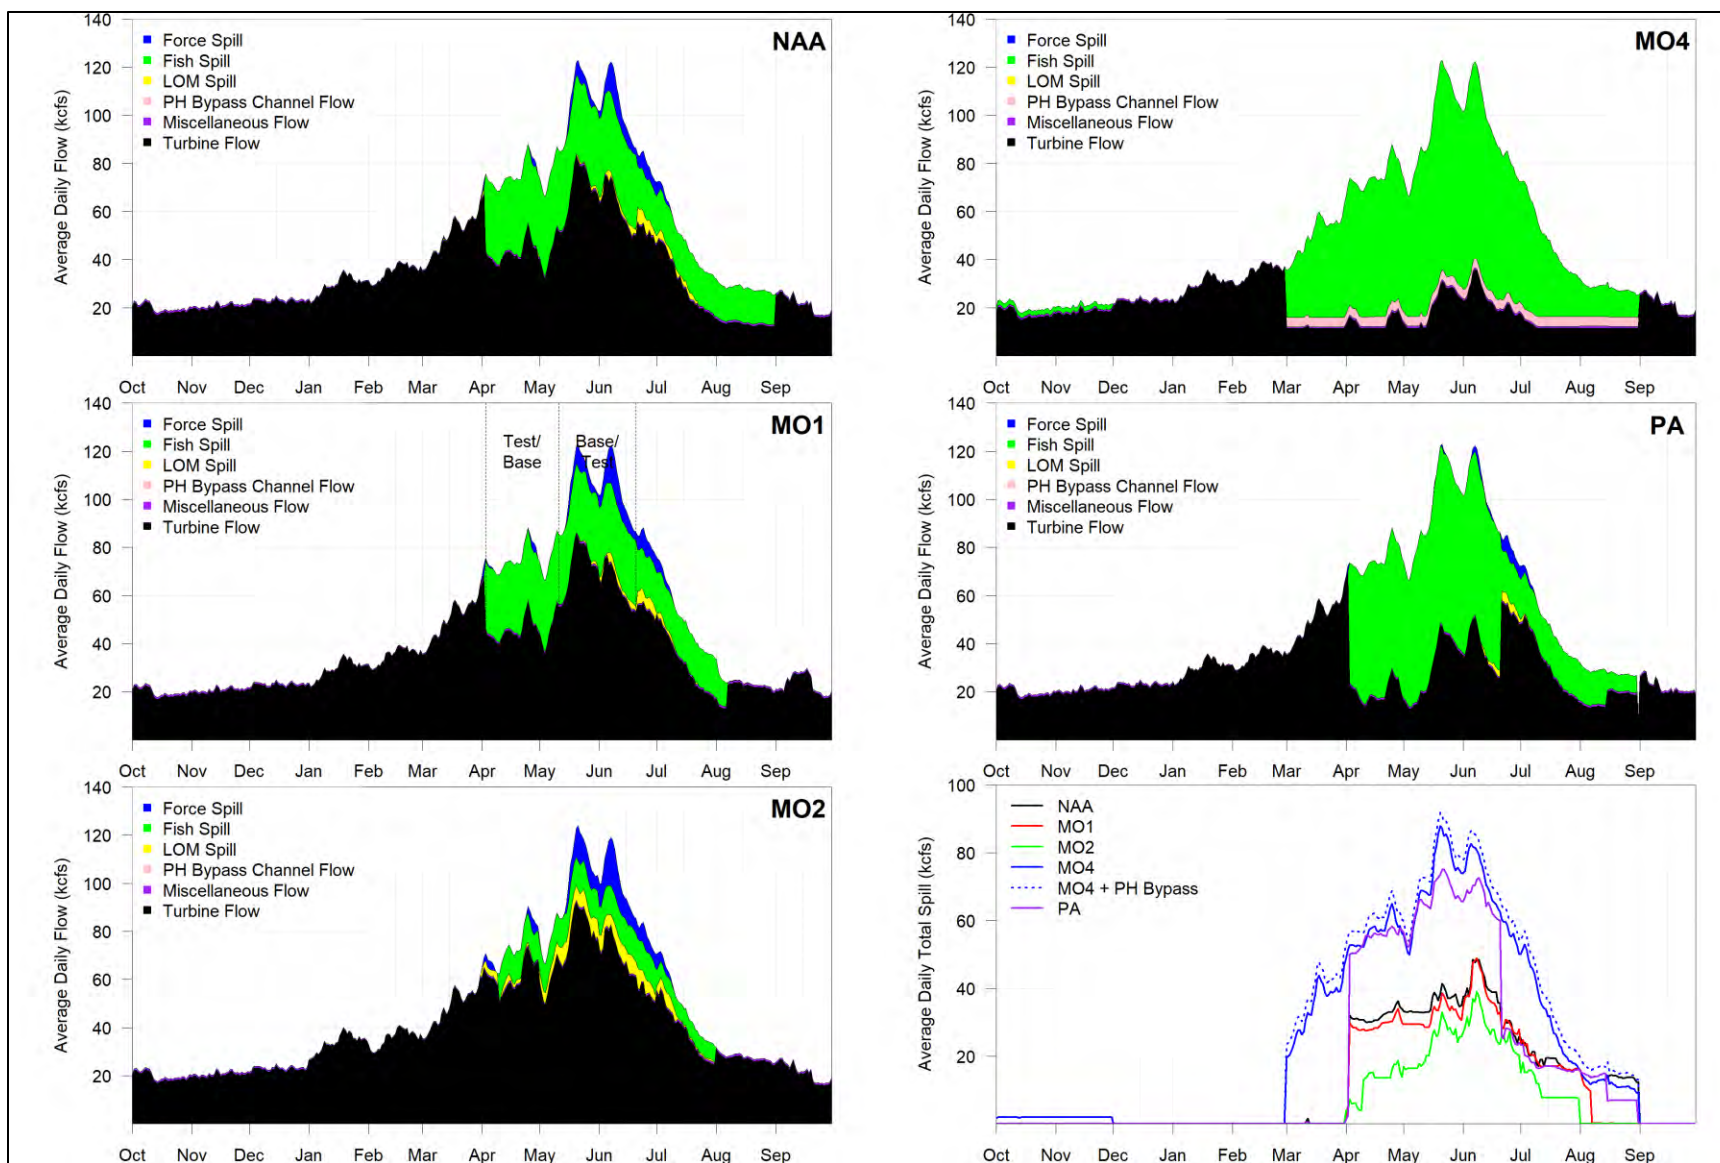 NAA
Average Daily Flow (kcfs)
140
120
100
80
60
40
20
Force Spill
Fish Spill
LOM Spill
PH Bypass Channel Flow
Miscellaneous Flow
Turbine Flow
Oct Nov Dec Jan Feb Mar Apr May Jun Jul Aug Sep
MO4
Average Daily Flow (kcfs)
140
120
100
80
60
40
20
Force Spill
Fish Spill
LOM Spill
PH Bypass Channel Flow
Miscellaneous Flow
Turbine Flow
Oct Nov Dec Jan Feb Mar Apr May Jun Jul Aug Sep
MO1
Average Daily Flow (kcfs)
140
120
100
80
60
40
20
Force Spill
Fish Spill
LOM Spill
PH Bypass Channel Flow
Miscellaneous Flow
Turbine Flow
Test/
Base
Base/
Test
Oct Nov Dec Jan Feb Mar Apr May Jun Jul Aug Sep
PA
Average Daily Flow (kcfs)
140
120
100
80
60
40
20
Force Spill
Fish Spill
LOM Spill
PH Bypass Channel Flow
Miscellaneous Flow
Turbine Flow
Oct Nov Dec Jan Feb Mar Apr May Jun Jul Aug Sep
MO2
Average Daily Flow (kcfs)
140
120
100
80
60
40
20
Force Spill
Fish Spill
LOM Spill
PH Bypass Channel Flow
Miscellaneous Flow
Turbine Flow
Oct Nov Dec Jan Feb Mar Apr May Jun Jul Aug Sep
Average Daily Total Spill (kcfs)
100
80
60
40
20
NAA
MO1
MO2
MO4
MO4 + PH Bypass
PA
Oct Nov Dec Jan Feb Mar Apr May Jun Jul Aug Sep